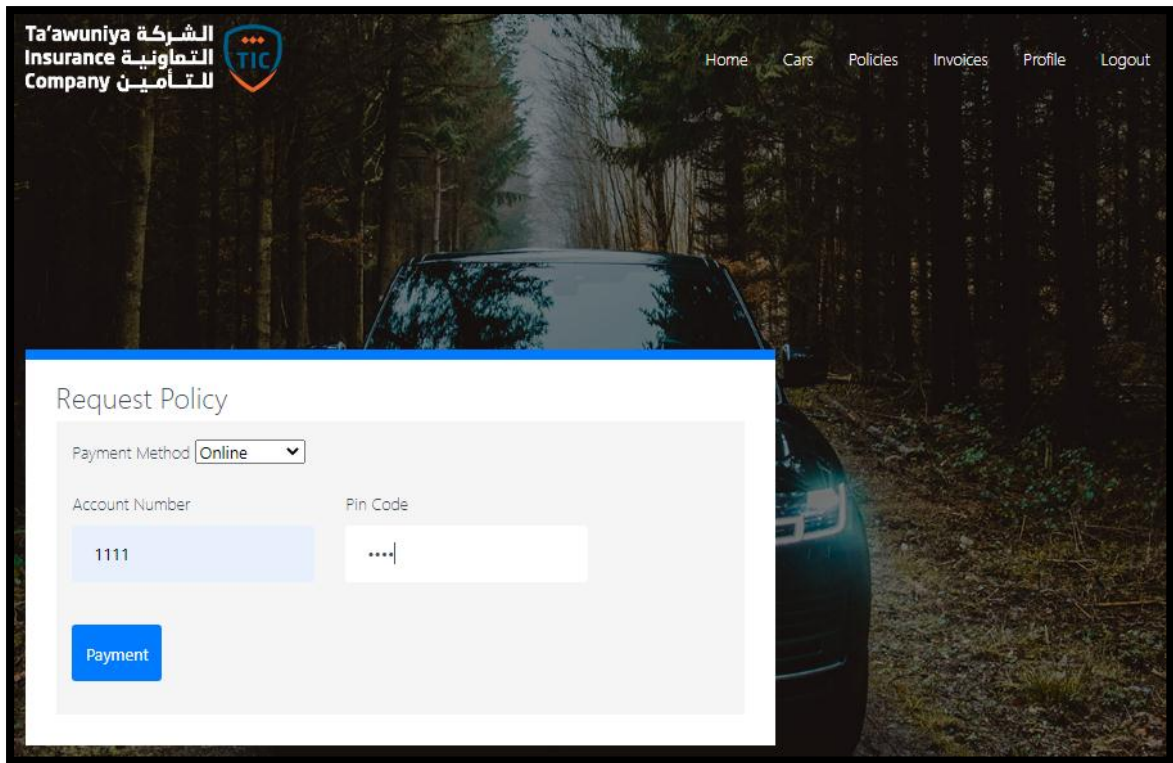 Ta'awuniya الشركة
Insurance التعاونية
Company للتأمين
TIC
Home Cars Policies Invoices Profile Logout
Request Policy
Payment Method Online
Account Number Pin Code
1111 ••••
Payment